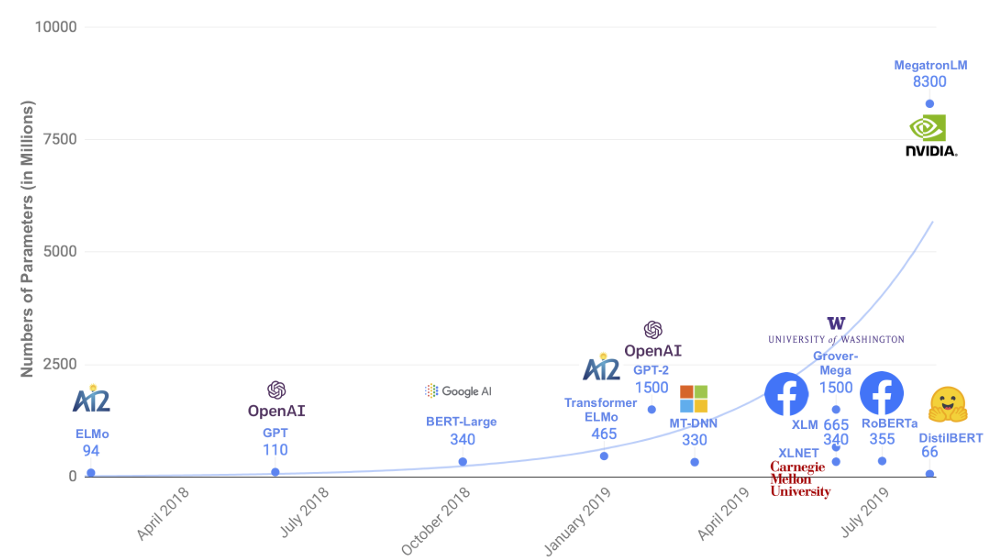 10000
7500
5000
2500
0
Numbers of Parameters (in Millions)
April 2018
July 2018
October 2018
January 2019
April 2019
July 2019
AI2
ELMo
94
OpenAI
GPT
110
Google AI
BERT-Large
340
AI2
Transformer
ELMo
465
OpenAI
GPT-2
1500
MT-DNN
330
W
UNIVERSITY of WASHINGTON
Grover-
Mega
1500
XLM 665
340
XLNET
Carnegie
Mellon
University
RoBERTa
355
MegatronLM
8300
NVIDIA.
DistilBERT
66